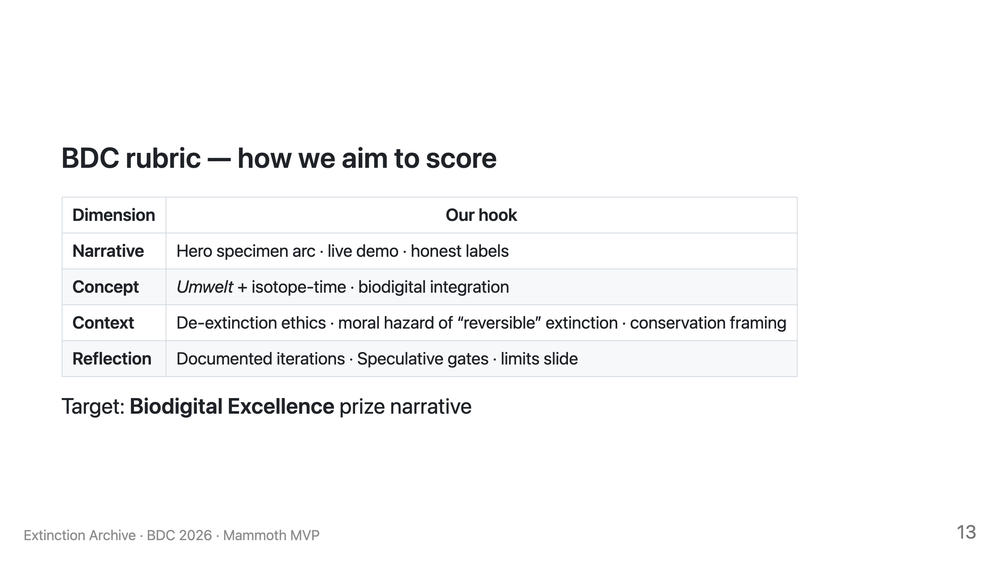 BDC rubric — how we aim to score
Dimension
Our hook
Narrative
Hero specimen arc · live demo · honest labels
Concept
Umwelt + isotope-time · biodigital integration
Context
De-extinction ethics · moral hazard of “reversible” extinction · conservation framing
Reflection
Documented iterations · Speculative gates · limits slide
Target: Biodigital Excellence prize narrative
Extinction Archive · BDC 2026 · Mammoth MVP
13